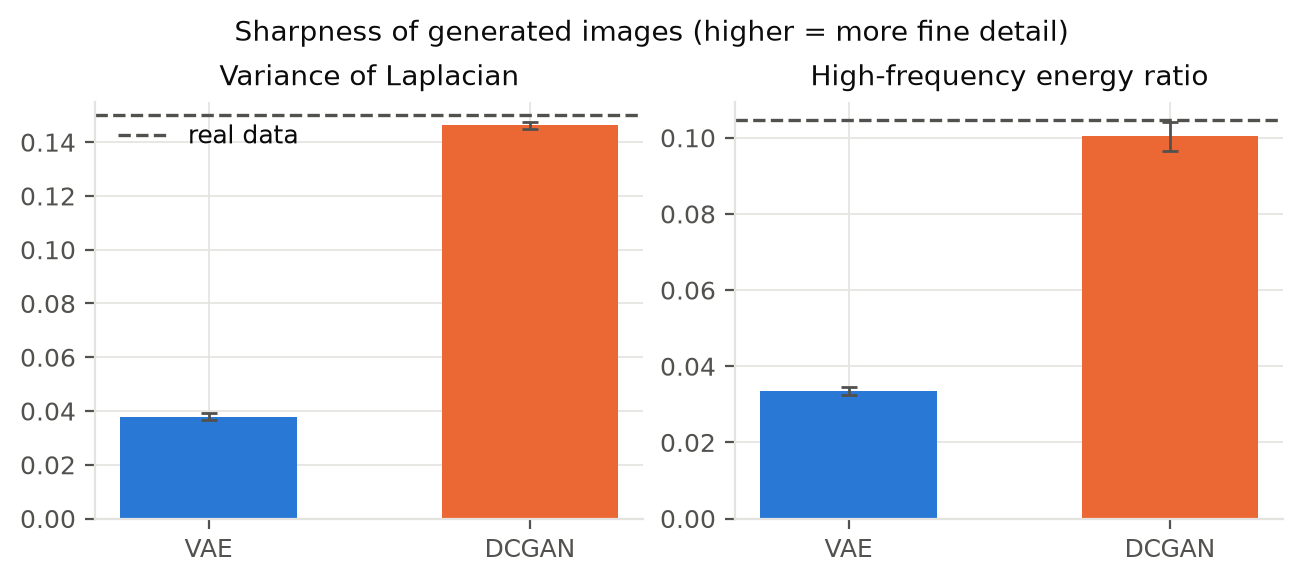 Sharpness of generated images (higher = more fine detail)
Variance of Laplacian
real data
0.14
0.12
0.10
0.08
0.06
0.04
0.02
0.00
VAE
DCGAN
High-frequency energy ratio
0.10
0.08
0.06
0.04
0.02
0.00
VAE
DCGAN